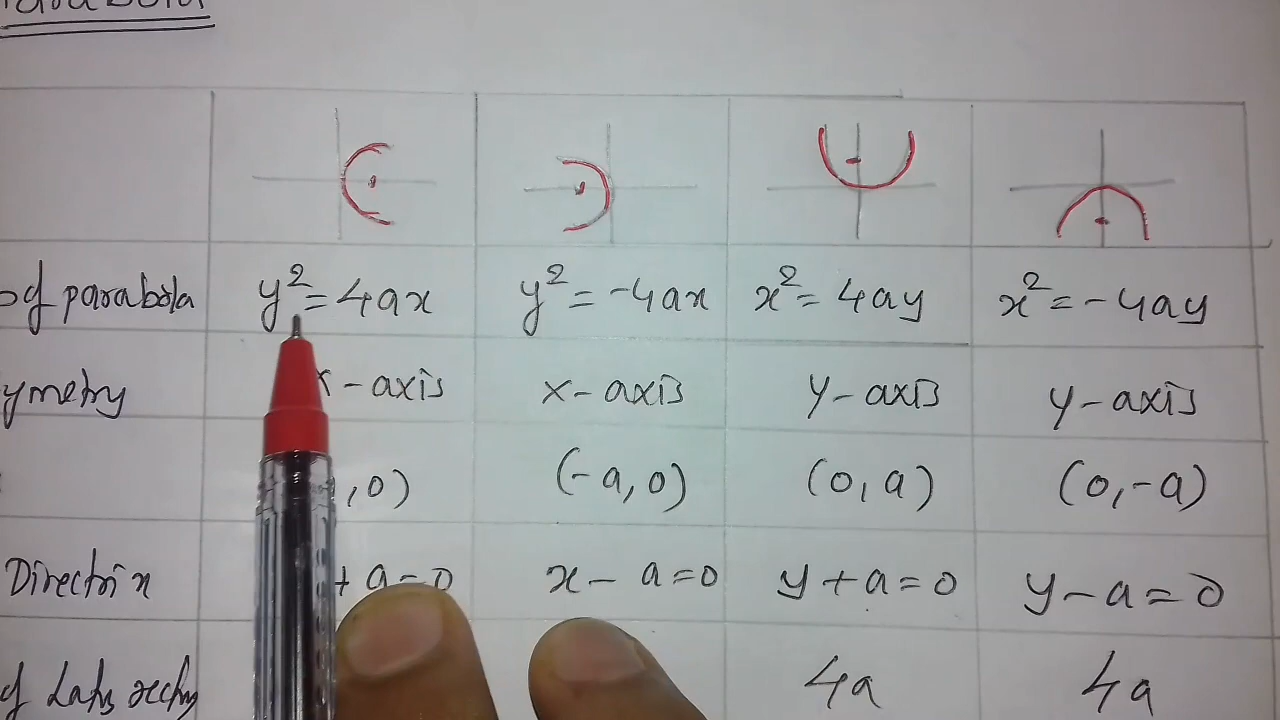 y² = 4ax y² = -4ax x² = 4ay x² = -4ay
of parabola
ymetry x - axis x - axis y - axis y - axis
,0) (-a,0) (0,a) (0,-a)
Directrix + a = 0 x - a = 0 y + a = 0 y - a = 0
of 4a 4a